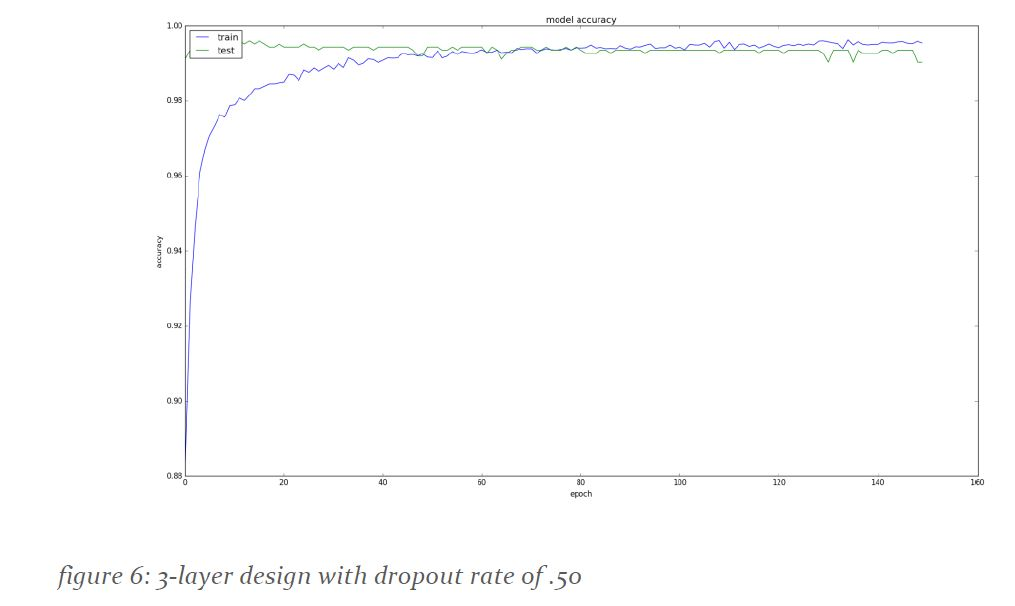 model accuracy
1.00
train
test
0.98
0.96
0.94
accuracy
0.92
0.90
0.88
0 20 40 60 80 100 120 140 160
epoch
figure 6: 3-layer design with dropout rate of .50